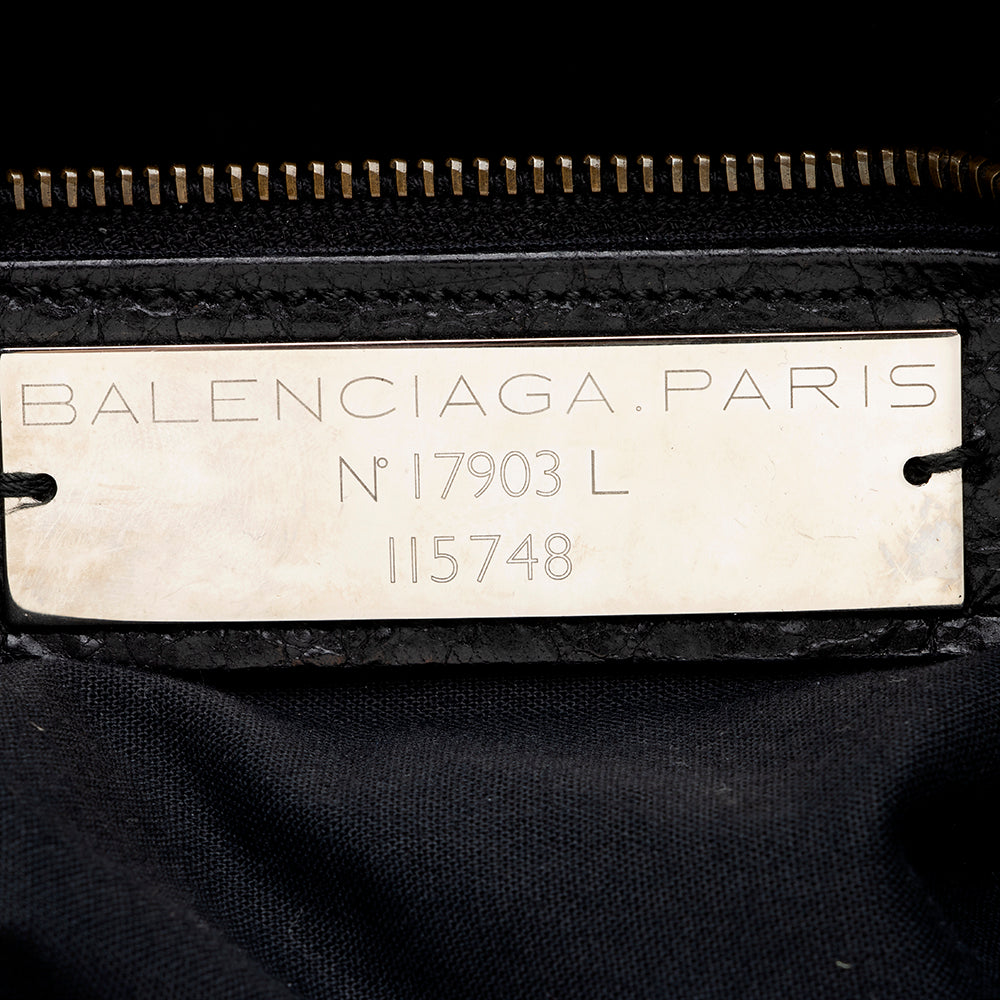 BALENCIAGA.PARIS
N° 17903 L
115748